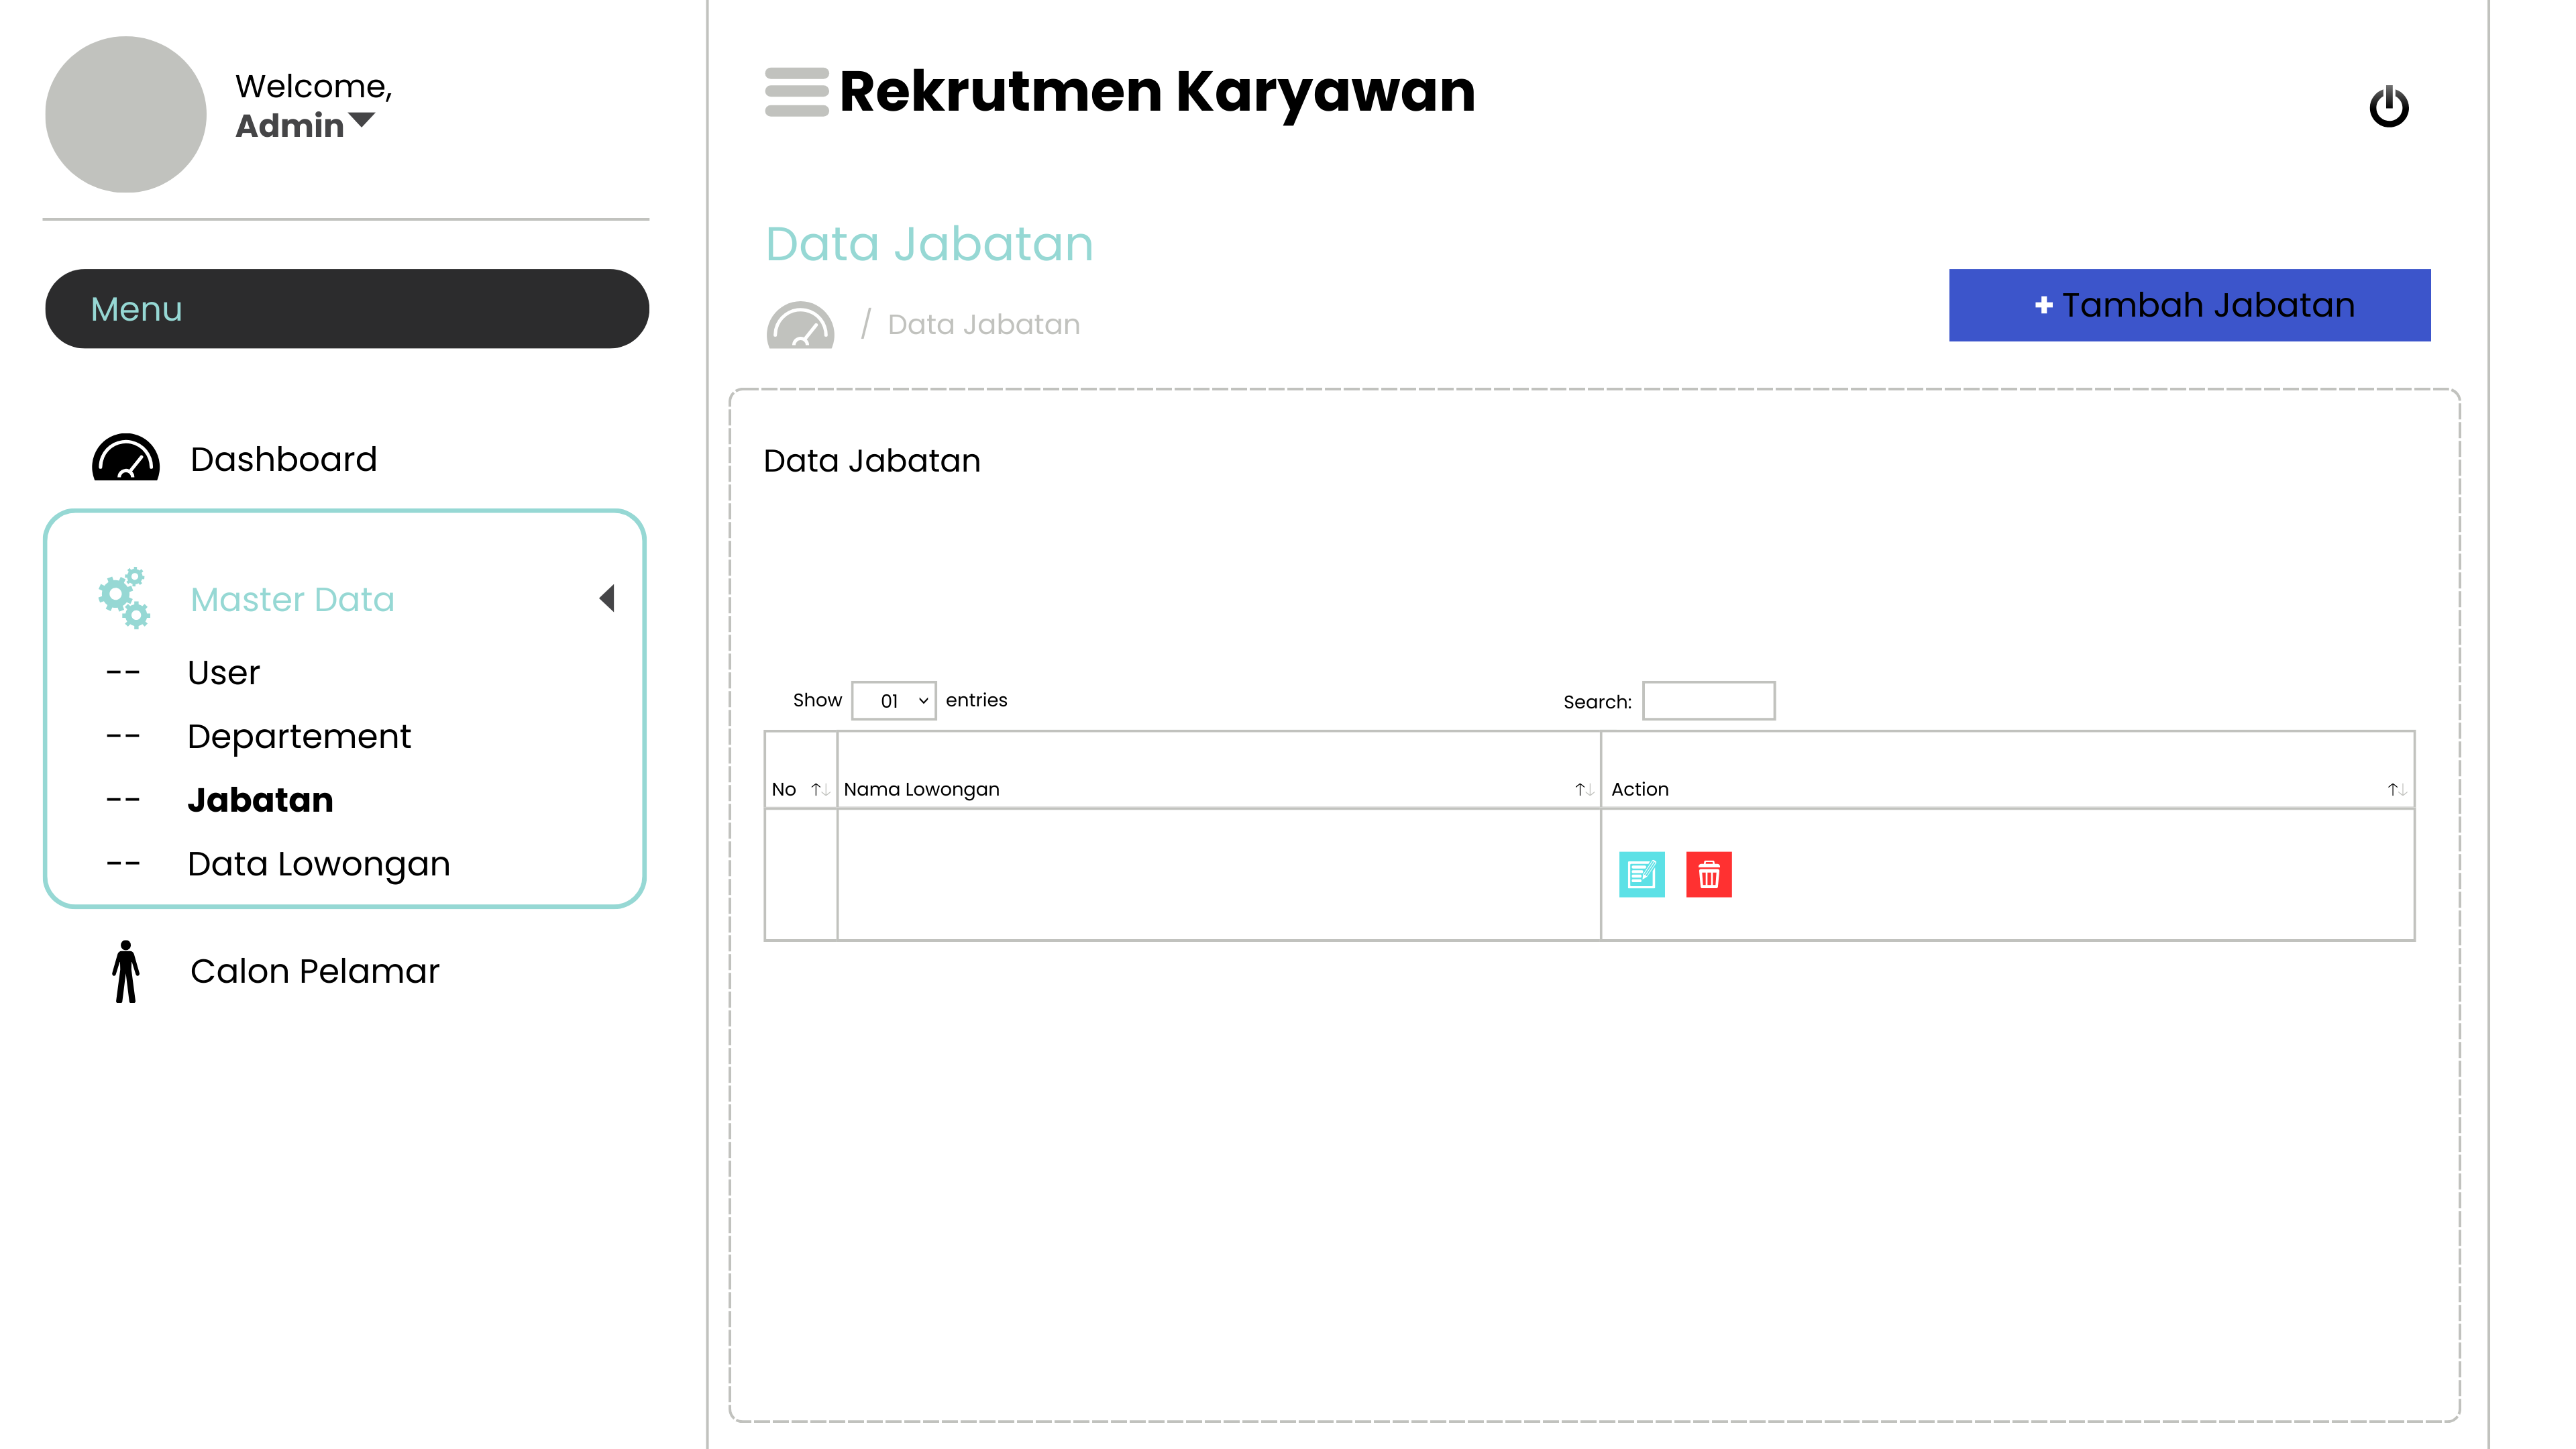 Welcome,
Admin
Menu
Dashboard
Master Data
-- User
-- Departement
-- Jabatan
-- Data Lowongan
Calon Pelamar
Rekrutmen Karyawan
Data Jabatan
/ Data Jabatan
+ Tambah Jabatan
Data Jabatan
Show 01 entries Search:
No ↑↓ Nama Lowongan ↑↓ Action ↑↓